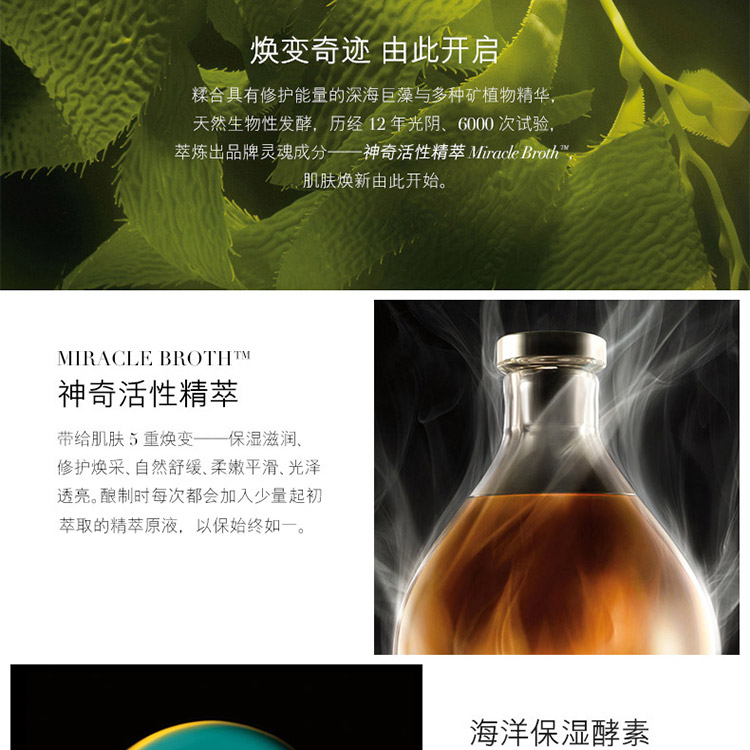 焕变奇迹 由此开启
糅合具有修护能量的深海巨藻与多种矿植物精华,
天然生物性发酵, 历经 12 年光阴、6000 次试验,
萃炼出品牌灵魂成分——神奇活性精萃 Miracle Broth™,
肌肤焕新由此开始。
MIRACLE BROTH™
神奇活性精萃
带给肌肤 5 重焕变——保湿滋润、
修护焕采、自然舒缓、柔嫩平滑、光泽
透亮。酿制时每次都会加入少量起初
萃取的精萃原液, 以保始终如一。
海洋保湿酵素